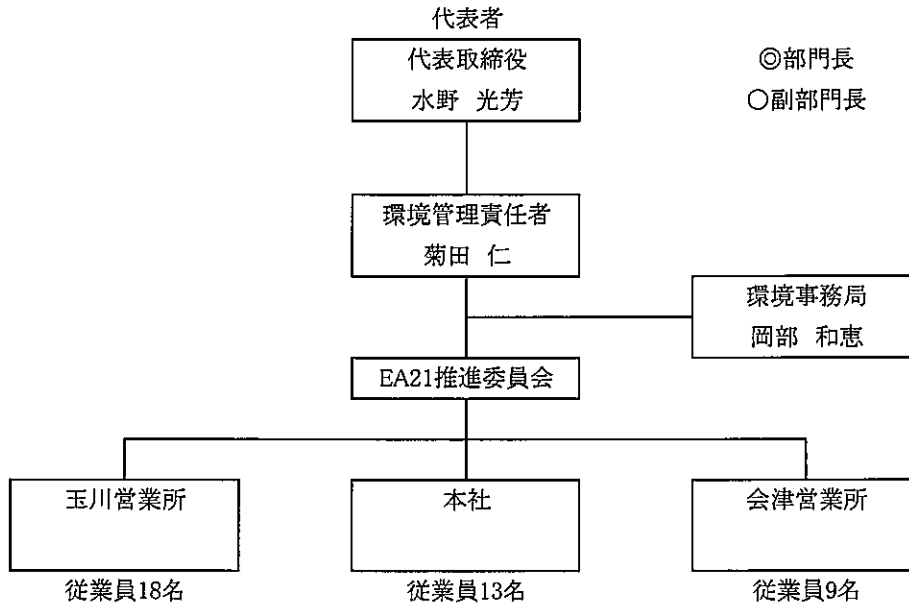 代表者
代表取締役
水野 光芳
◎部門長
○副部門長
環境管理責任者
菊田 仁
環境事務局
岡部 和恵
EA21推進委員会
玉川営業所
本社
会津営業所
従業員18名
従業員13名
従業員9名